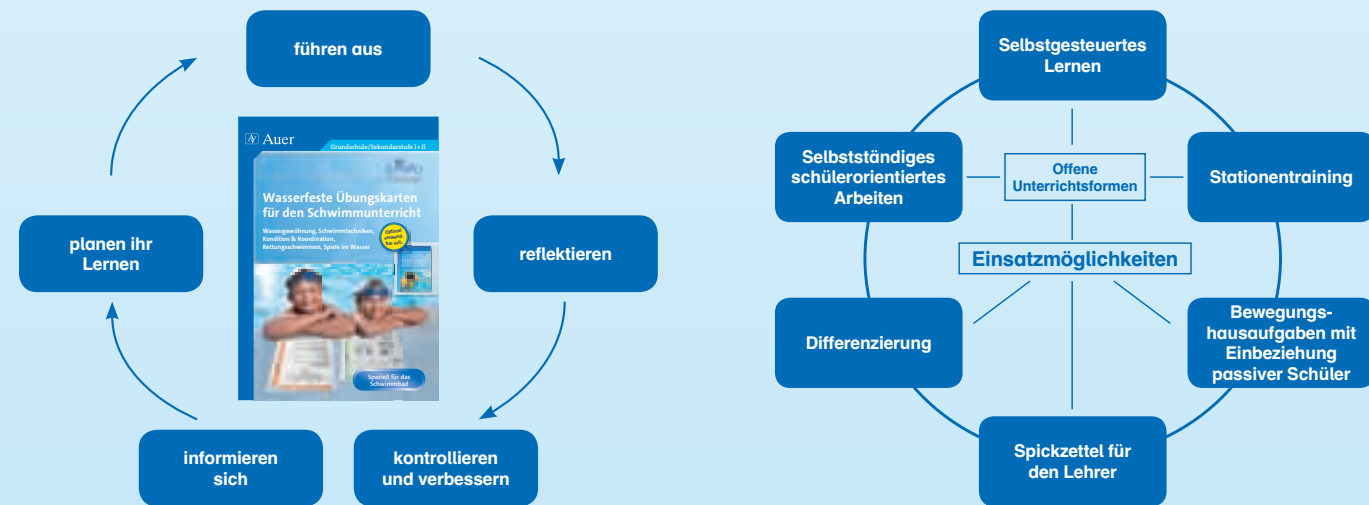 führen aus
Auer
Grundschule/Sekundarstufe I + II
Wasserfeste Übungskarten
für den Schwimmunterricht
Wassergewöhnung, Schwimmtechniken,
Kondition & Koordination,
Rettungsschwimmen, Spiele im Wasser
Optimal
Speziell für das
Schwimmbad
reflektieren
kontrollieren
und verbessern
informieren
sich
planen ihr
Lernen
Selbstgesteuertes
Lernen
Selbstständiges
schülerorientiertes
Arbeiten
Offene
Unterrichtsformen
Stationentraining
Einsatzmöglichkeiten
Differenzierung
Bewegungs-
hausaufgaben mit
Einbeziehung
passiver Schüler
Spickzettel für
den Lehrer